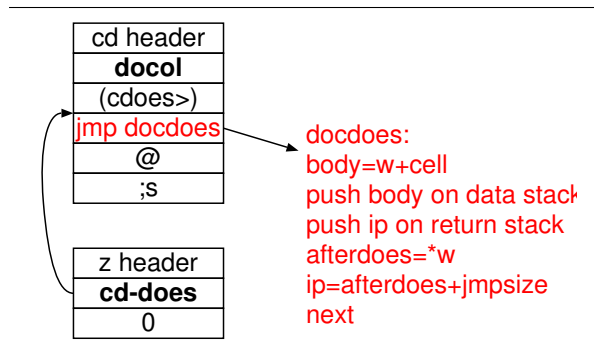 cd header
docol
(cdoes>)
jmp docdoes
@
;s
docdoes:
body=w+cell
push body on data stack
push ip on return stack
afterdoes=*w
ip=afterdoes+jmpsize
next
z header
cd-does
0